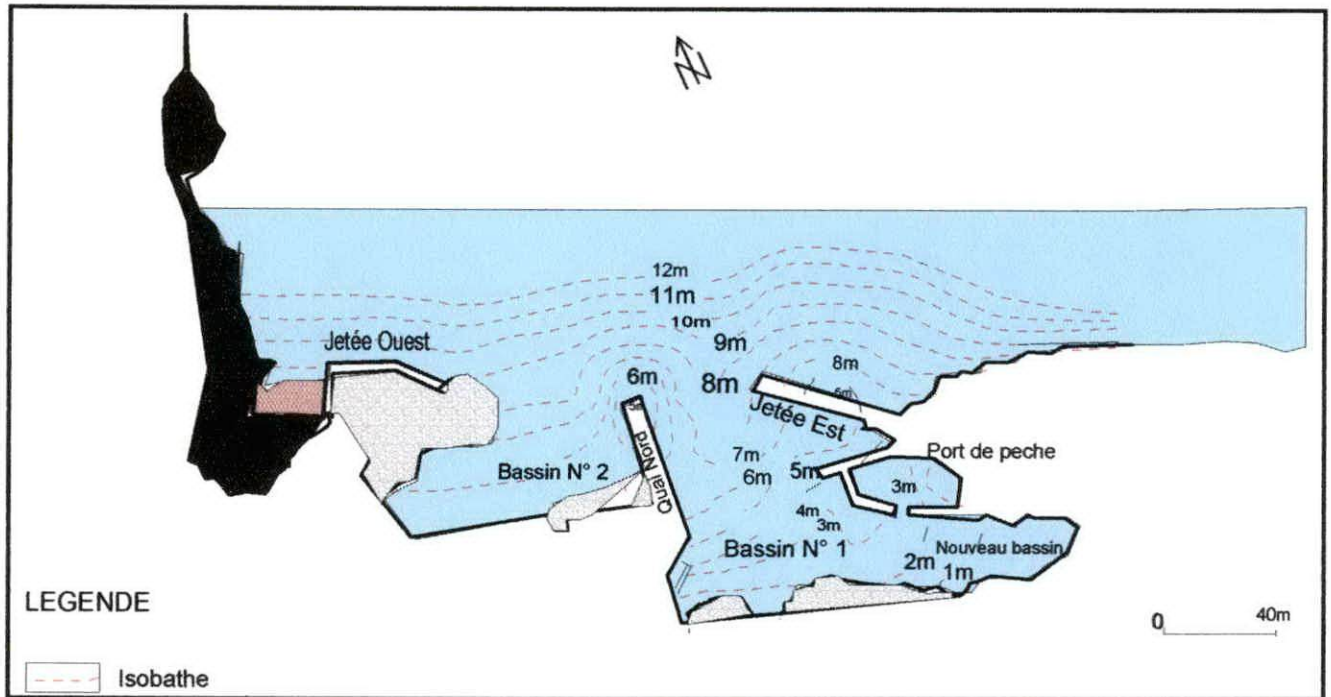 N
12m
11m
10m
9m
Jetée Ouest
8m
6m
8m
Jetée Est
Quai Nord
Port de peche
7m
Bassin N° 2
6m
5m
3m
4m
3m
Bassin N° 1
Nouveau bassin
2m
1m
LEGENDE
0 40m
Isobathe